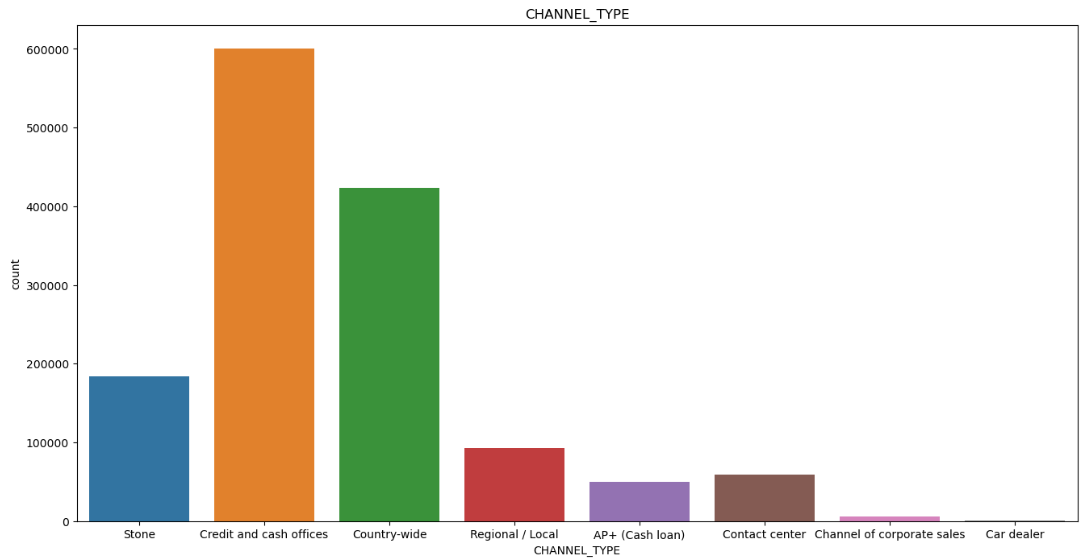 CHANNEL_TYPE
600000
500000
400000
300000
200000
100000
0
count
Stone Credit and cash offices Country-wide Regional / Local AP+ (Cash loan) Contact center Channel of corporate sales Car dealer
CHANNEL_TYPE